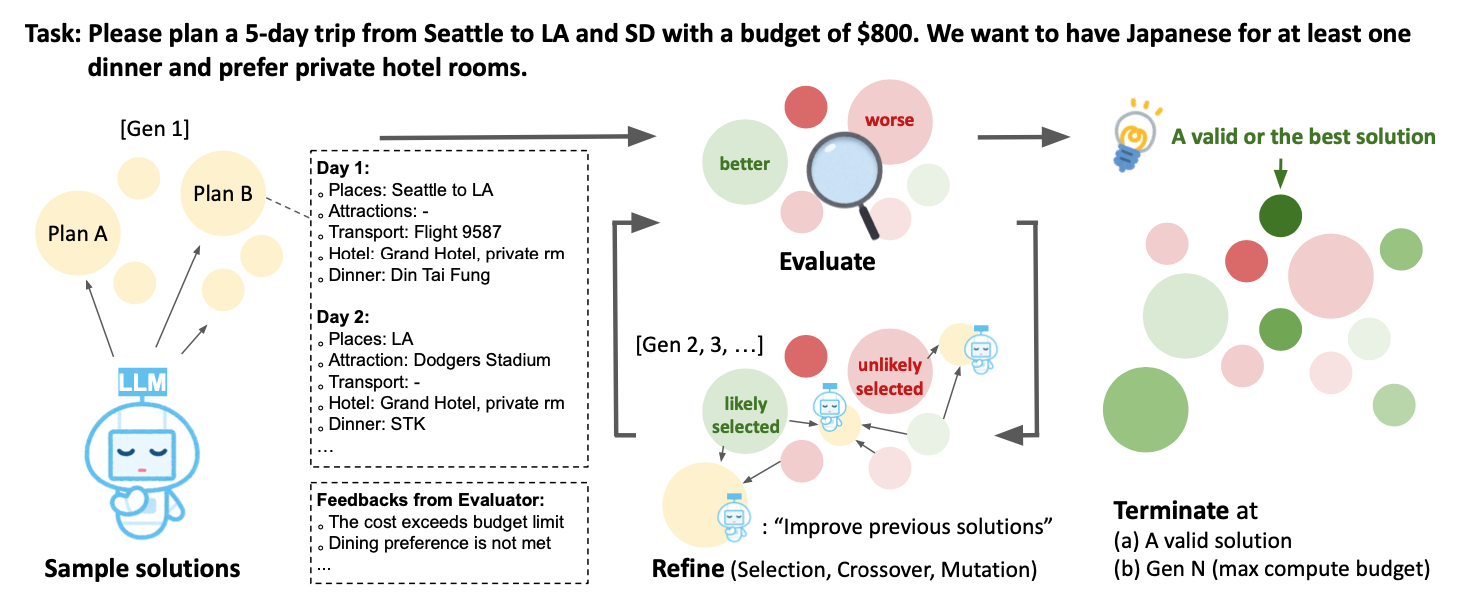 Task: Please plan a 5-day trip from Seattle to LA and SD with a budget of $800. We want to have Japanese for at least one
dinner and prefer private hotel rooms.
[Gen 1]
Plan A
Plan B
LLM
Sample solutions
Day 1:
。Places: Seattle to LA
。Attractions: -
。Transport: Flight 9587
。Hotel: Grand Hotel, private rm
。Dinner: Din Tai Fung
Day 2:
。Places: LA
。Attraction: Dodgers Stadium
。Transport: -
。Hotel: Grand Hotel, private rm
。Dinner: STK
...
Feedbacks from Evaluator:
。The cost exceeds budget limit
。Dining preference is not met
...
better
worse
Evaluate
[Gen 2, 3, …]
likely
selected
unlikely
selected
: “Improve previous solutions”
Refine (Selection, Crossover, Mutation)
A valid or the best solution
Terminate at
(a) A valid solution
(b) Gen N (max compute budget)